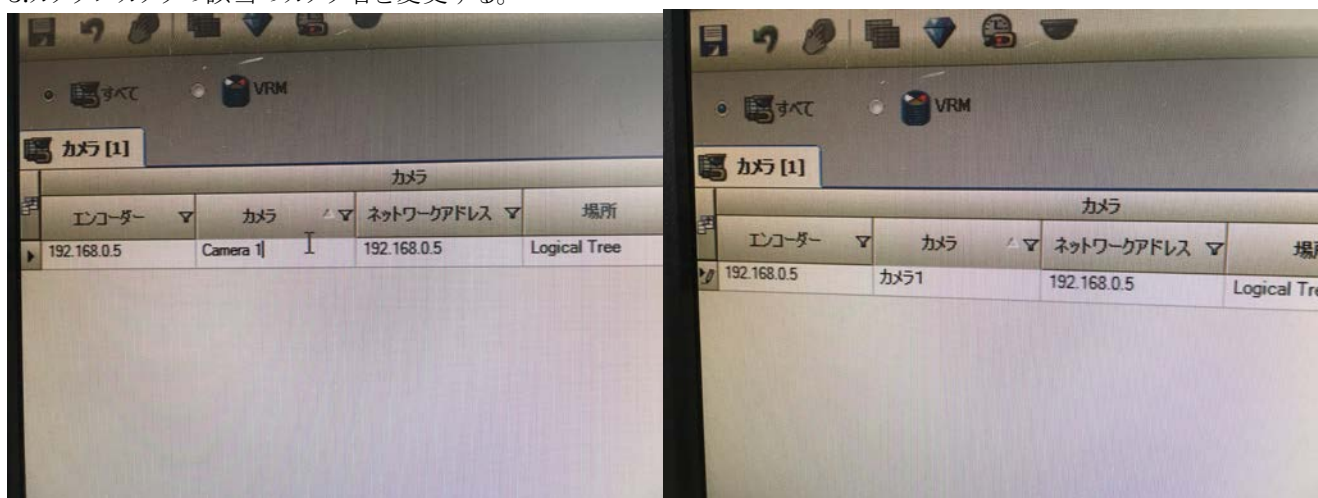 すべて
VRM
カメラ [1]
カメラ
エンコーダー カメラ ネットワークアドレス 場所
192.168.0.5 Camera 1 192.168.0.5 Logical Tree
すべて
VRM
カメラ [1]
カメラ
エンコーダー カメラ ネットワークアドレス
192.168.0.5 カメラ1 192.168.0.5 Logical